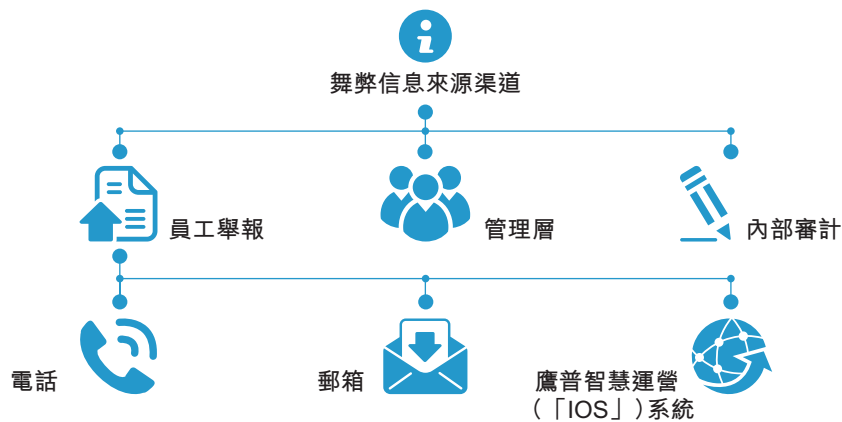 舞弊信息來源渠道
員工舉報
管理層
內部審計
電話
郵箱
鷹普智慧運營
(「IOS」)系統